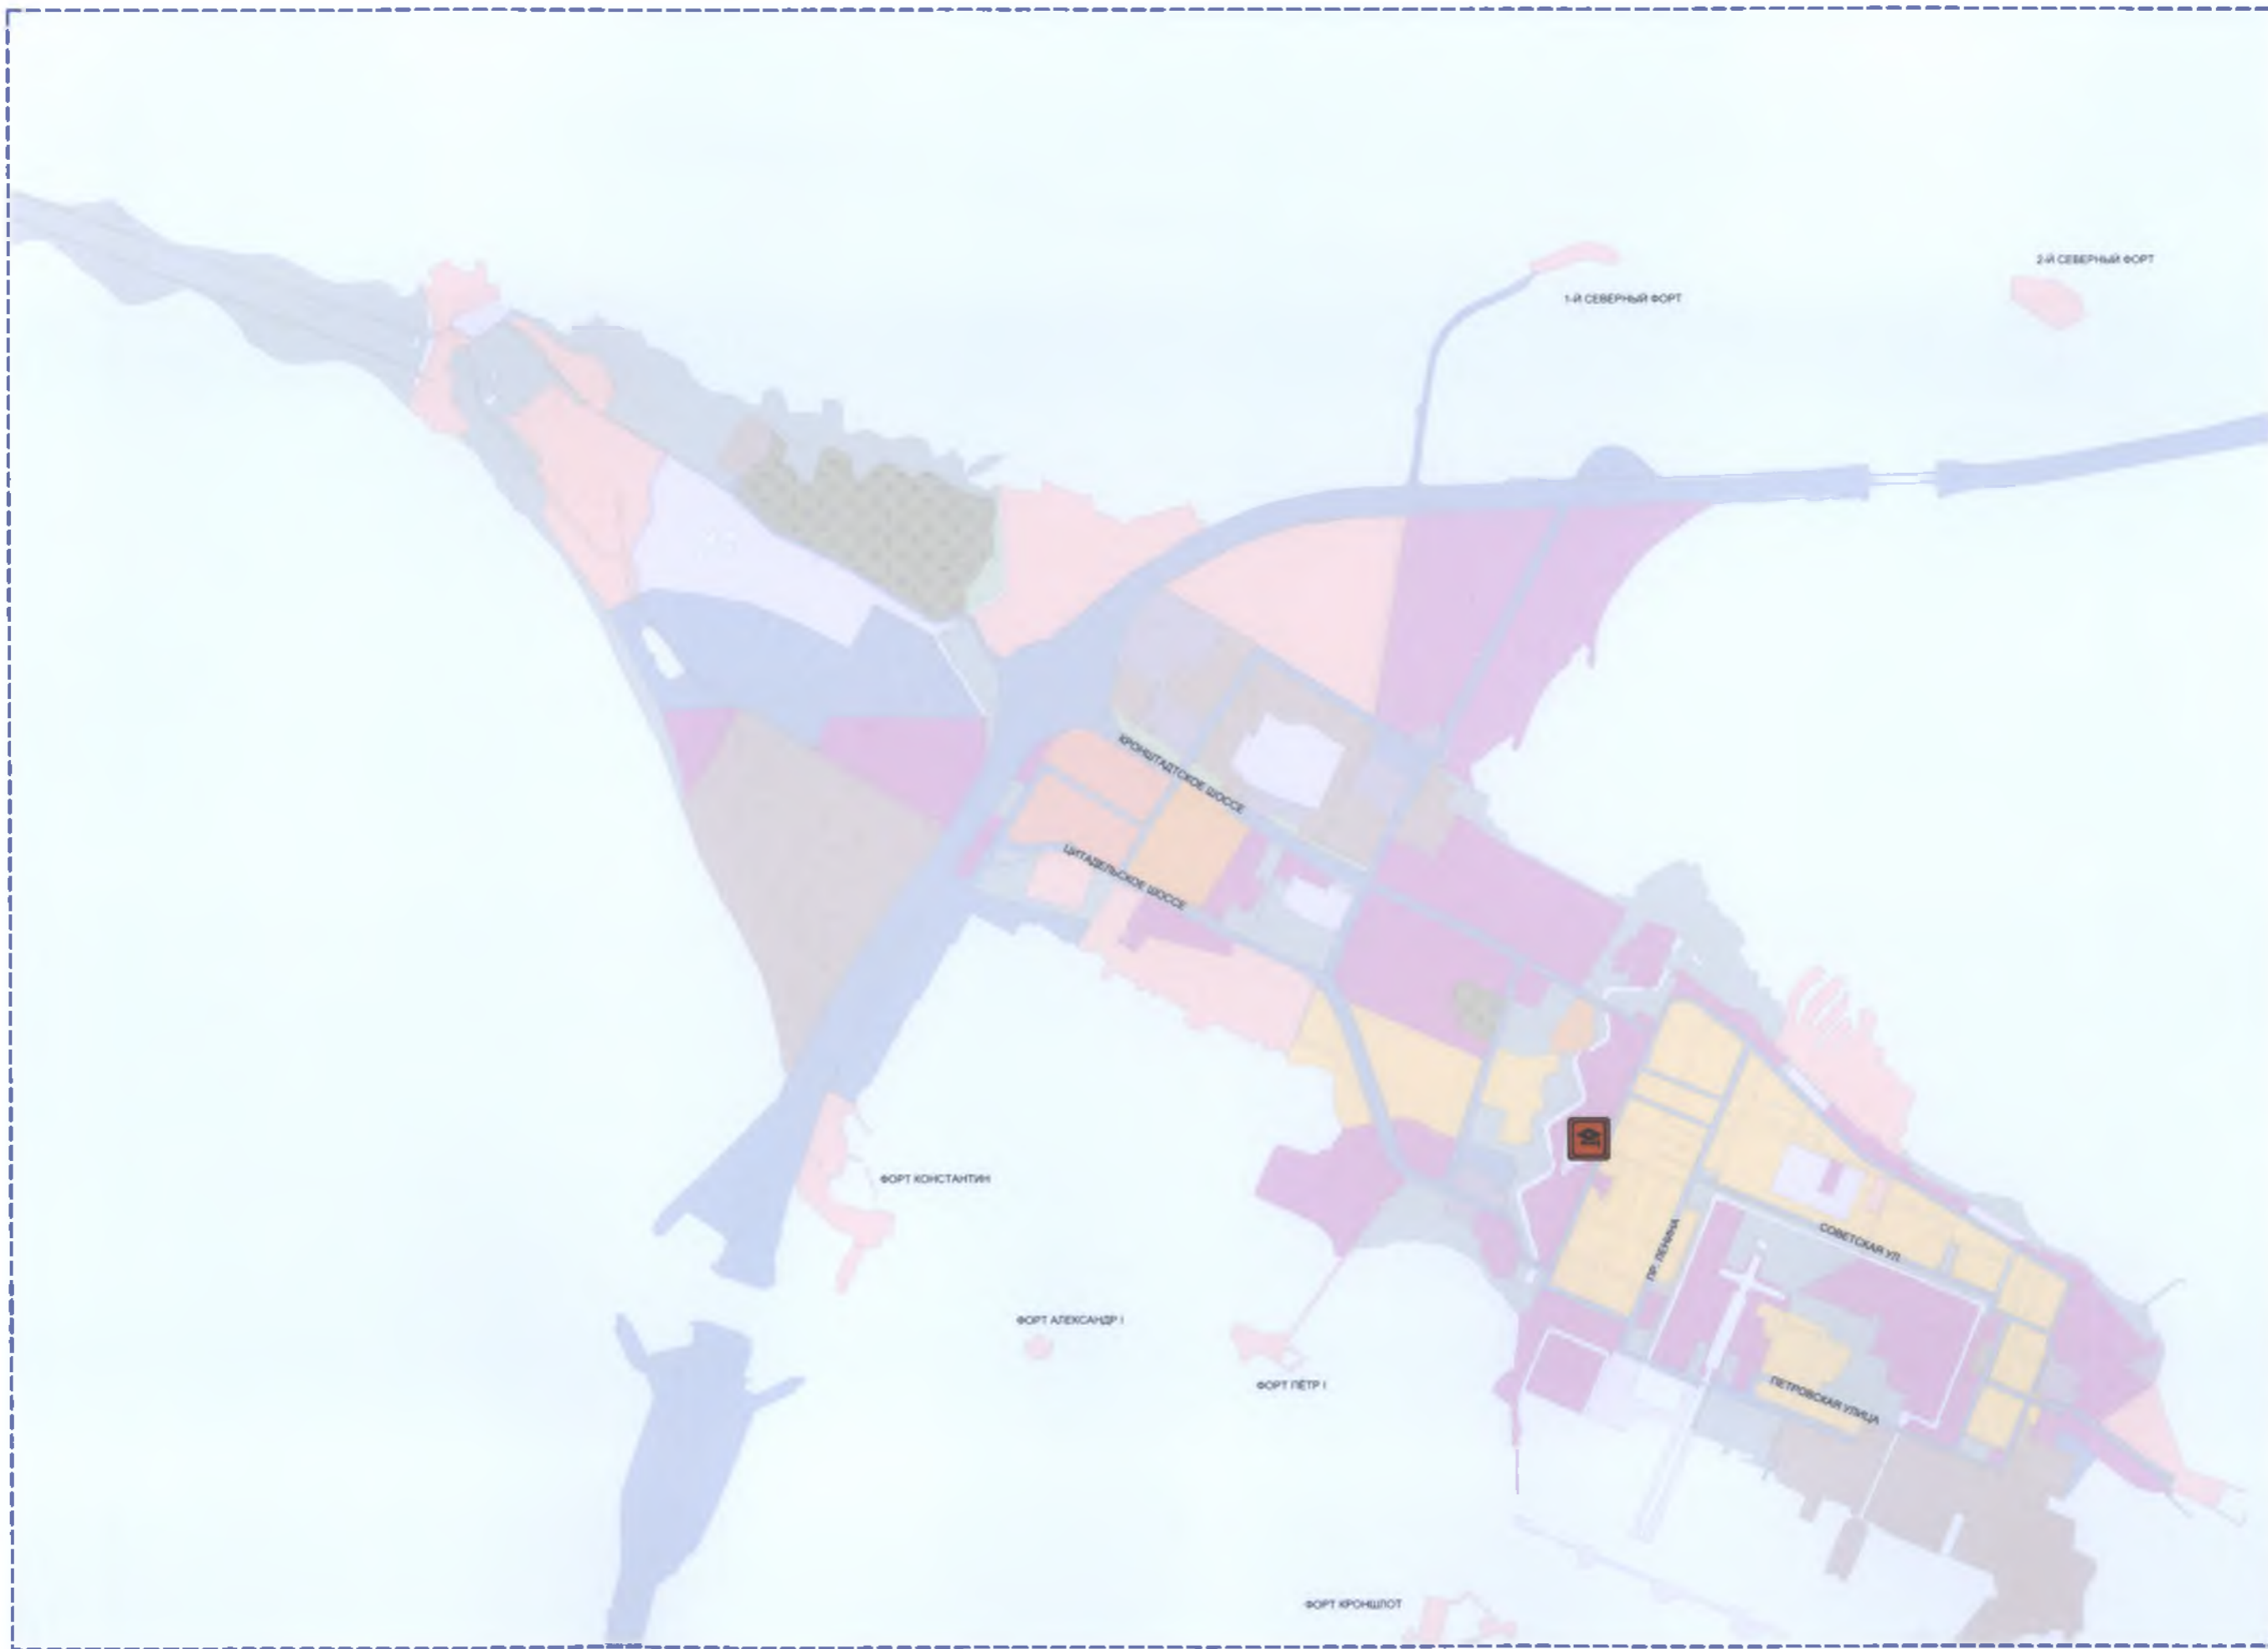 2-Й СЕВЕРНЫЙ ФОРТ
1-Й СЕВЕРНЫЙ ФОРТ
КРОНШТАДТСКОЕ ШОССЕ
ЦИТАДЕЛЬСКОЕ ШОССЕ
ФОРТ КОНСТАНТИН
ПР. ЛЕНИНА
СОВЕТСКАЯ УЛ.
ФОРТ АЛЕКСАНДР I
ФОРТ ПЁТР I
ПЕТРОВСКАЯ УЛИЦА
ФОРТ КРОНШЛОТ